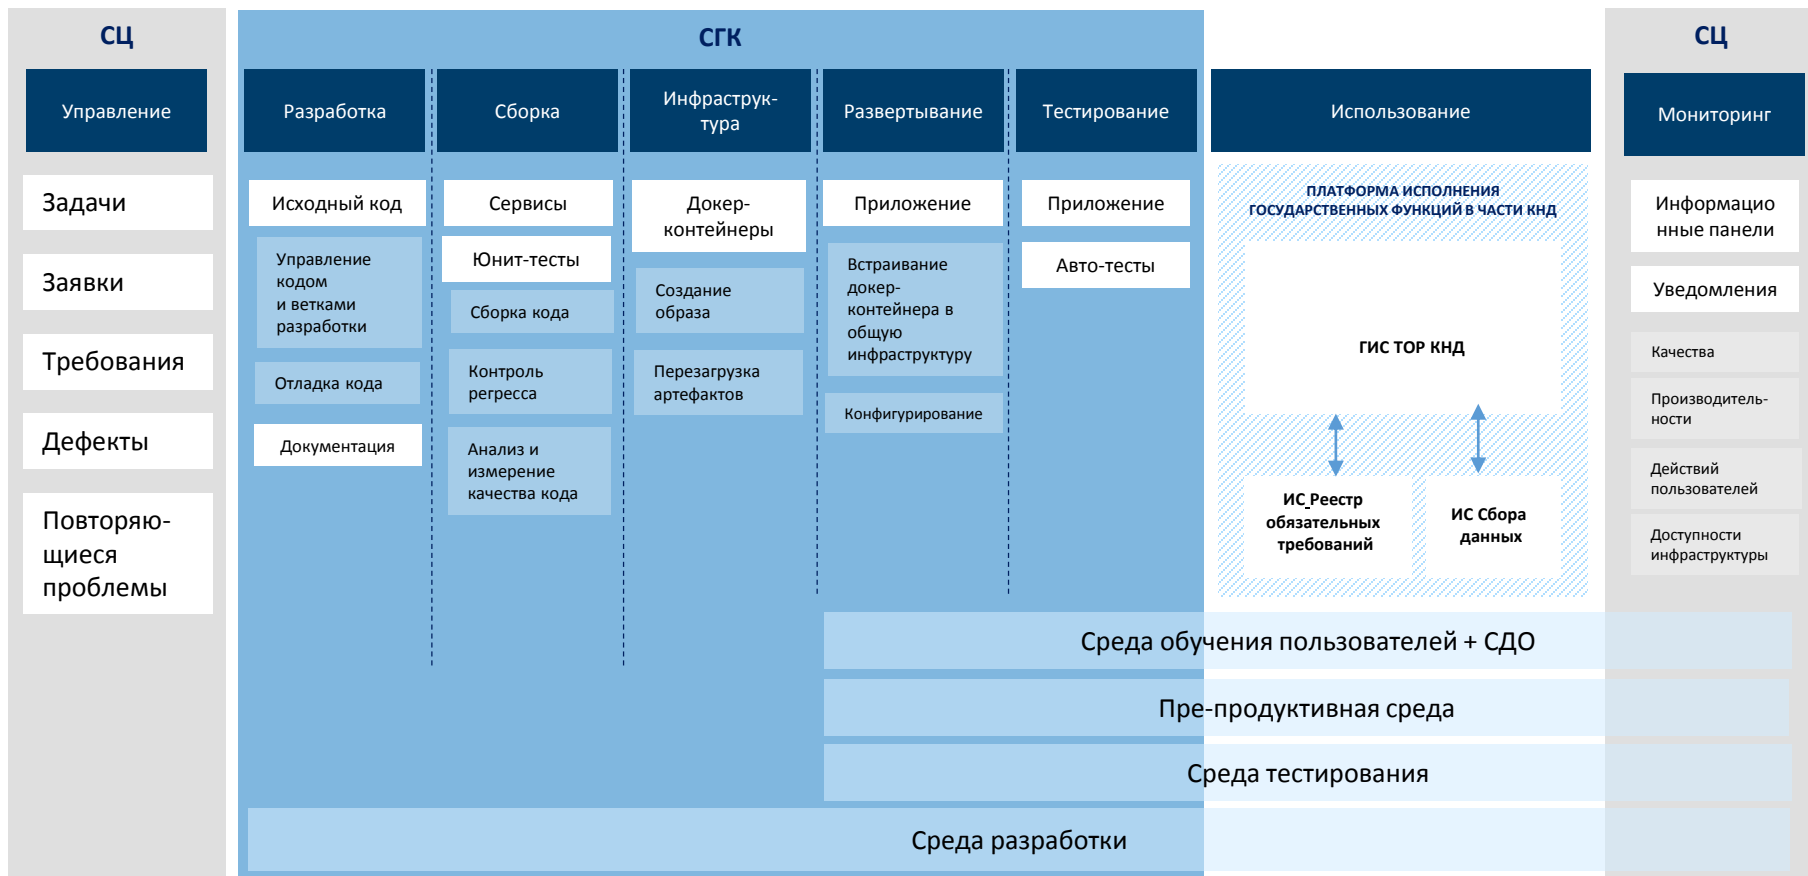 СЦ
Управление
Задачи
Заявки
Требования
Дефекты
Повторяю-
щиеся
проблемы
СГК
Разработка
Исходный код
Управление
кодом
и ветками
разработки
Отладка кода
Документация
Сборка
Сервисы
Юнит-тесты
Сборка кода
Контроль
регресса
Анализ и
измерение
качества кода
Инфраструк-
тура
Докер-
контейнеры
Создание
образа
Перезагрузка
артефактов
Развертывание
Приложение
Встраивание
докер-
контейнера в
общую
инфраструктуру
Конфигурирование
Тестирование
Приложение
Авто-тесты
Использование
ПЛАТФОРМА ИСПОЛНЕНИЯ
ГОСУДАРСТВЕННЫХ ФУНКЦИЙ В ЧАСТИ КНД
ГИС ТОР КНД
ИС_Реестр
обязательных
требований
ИС Сбора
данных
СЦ
Мониторинг
Информацио
нные панели
Уведомления
Качества
Производитель-
ности
Действий
пользователей
Доступности
инфраструктуры
Среда обучения пользователей + СДО
Пре-продуктивная среда
Среда тестирования
Среда разработки